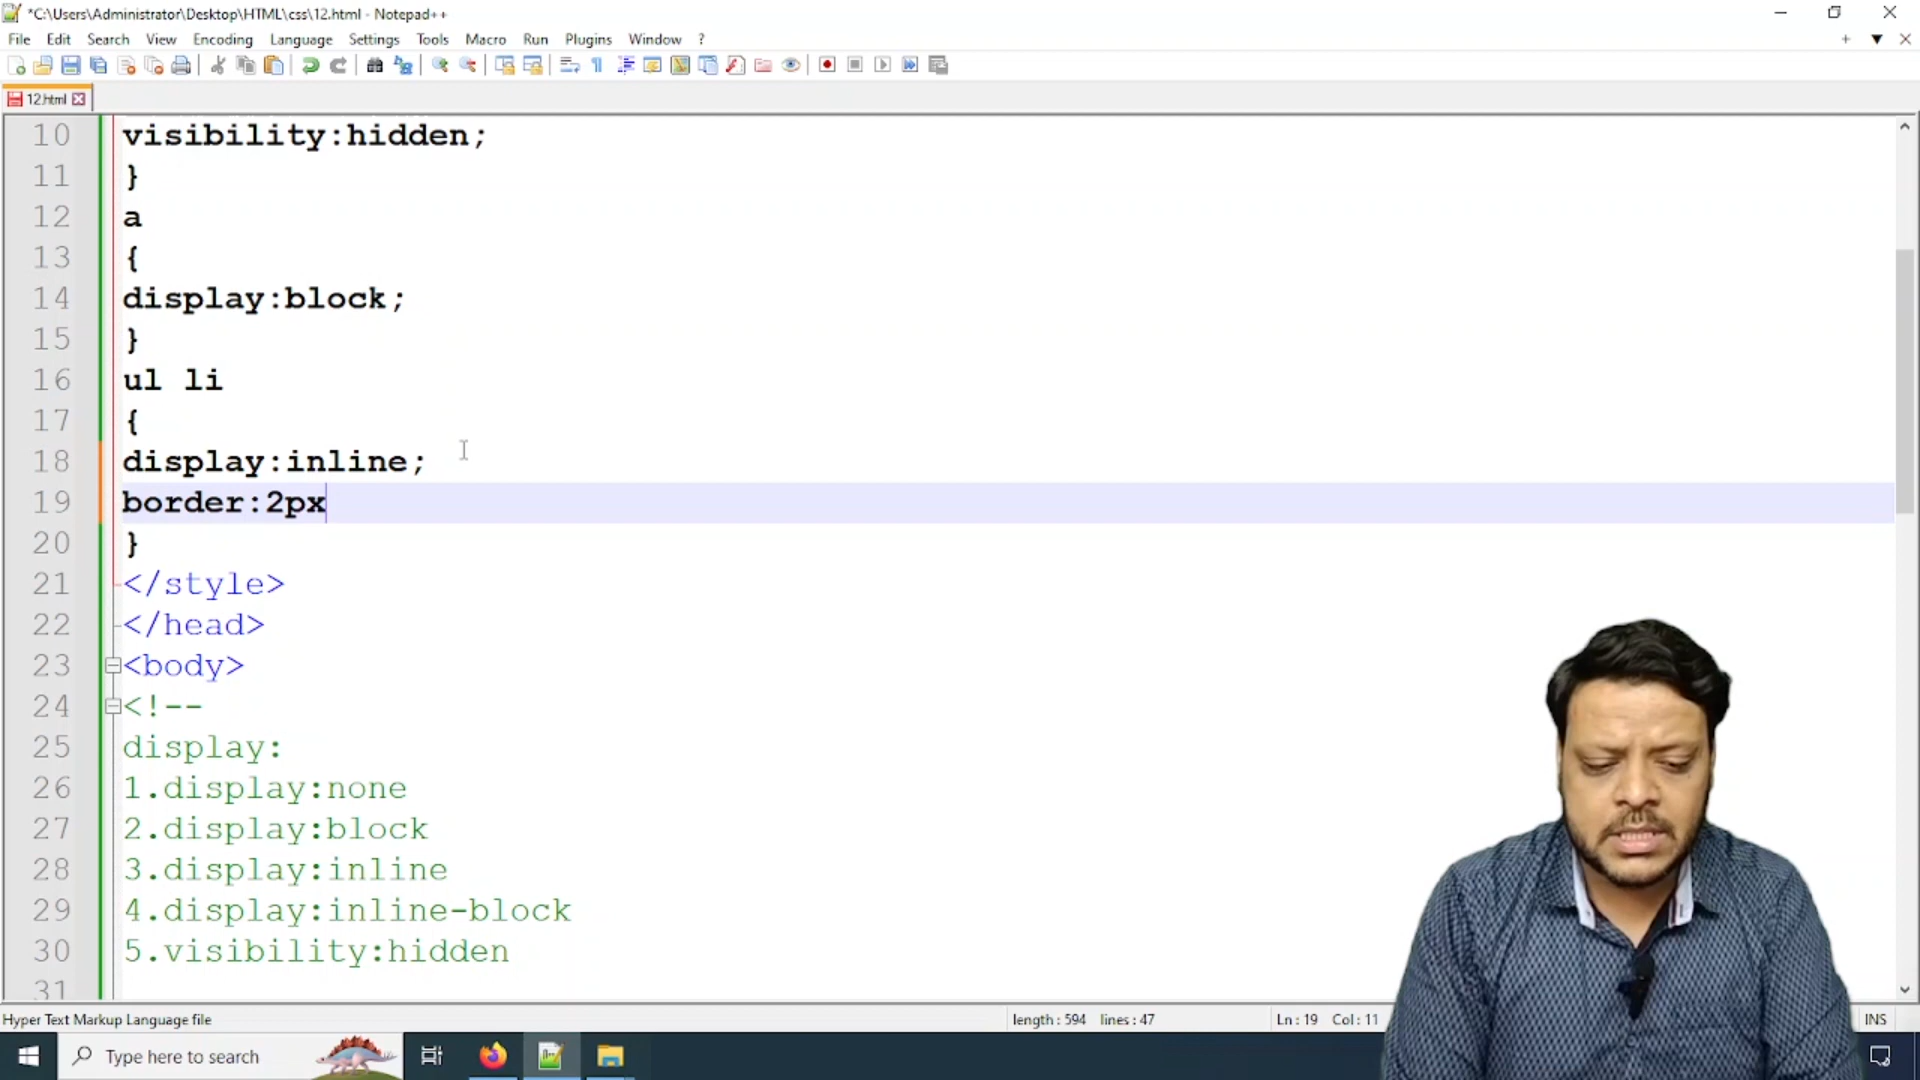 *C:\Users\Administrator\Desktop\HTML\css\12.html - Notepad++
File Edit Search View Encoding Language Settings Tools Macro Run Plugins Window ?
12.html
10 visibility:hidden;
11 }
12 a
13 {
14 display:block;
15 }
16 ul li
17 {
18 display:inline;
19 border:2px
20 }
21 </style>
22 </head>
23 <body>
24 <!--
25 display:
26 1.display:none
27 2.display:block
28 3.display:inline
29 4.display:inline-block
30 5.visibility:hidden
31
Hyper Text Markup Language file length : 594 lines : 47 Ln : 19 Col : 11 INS
Type here to search